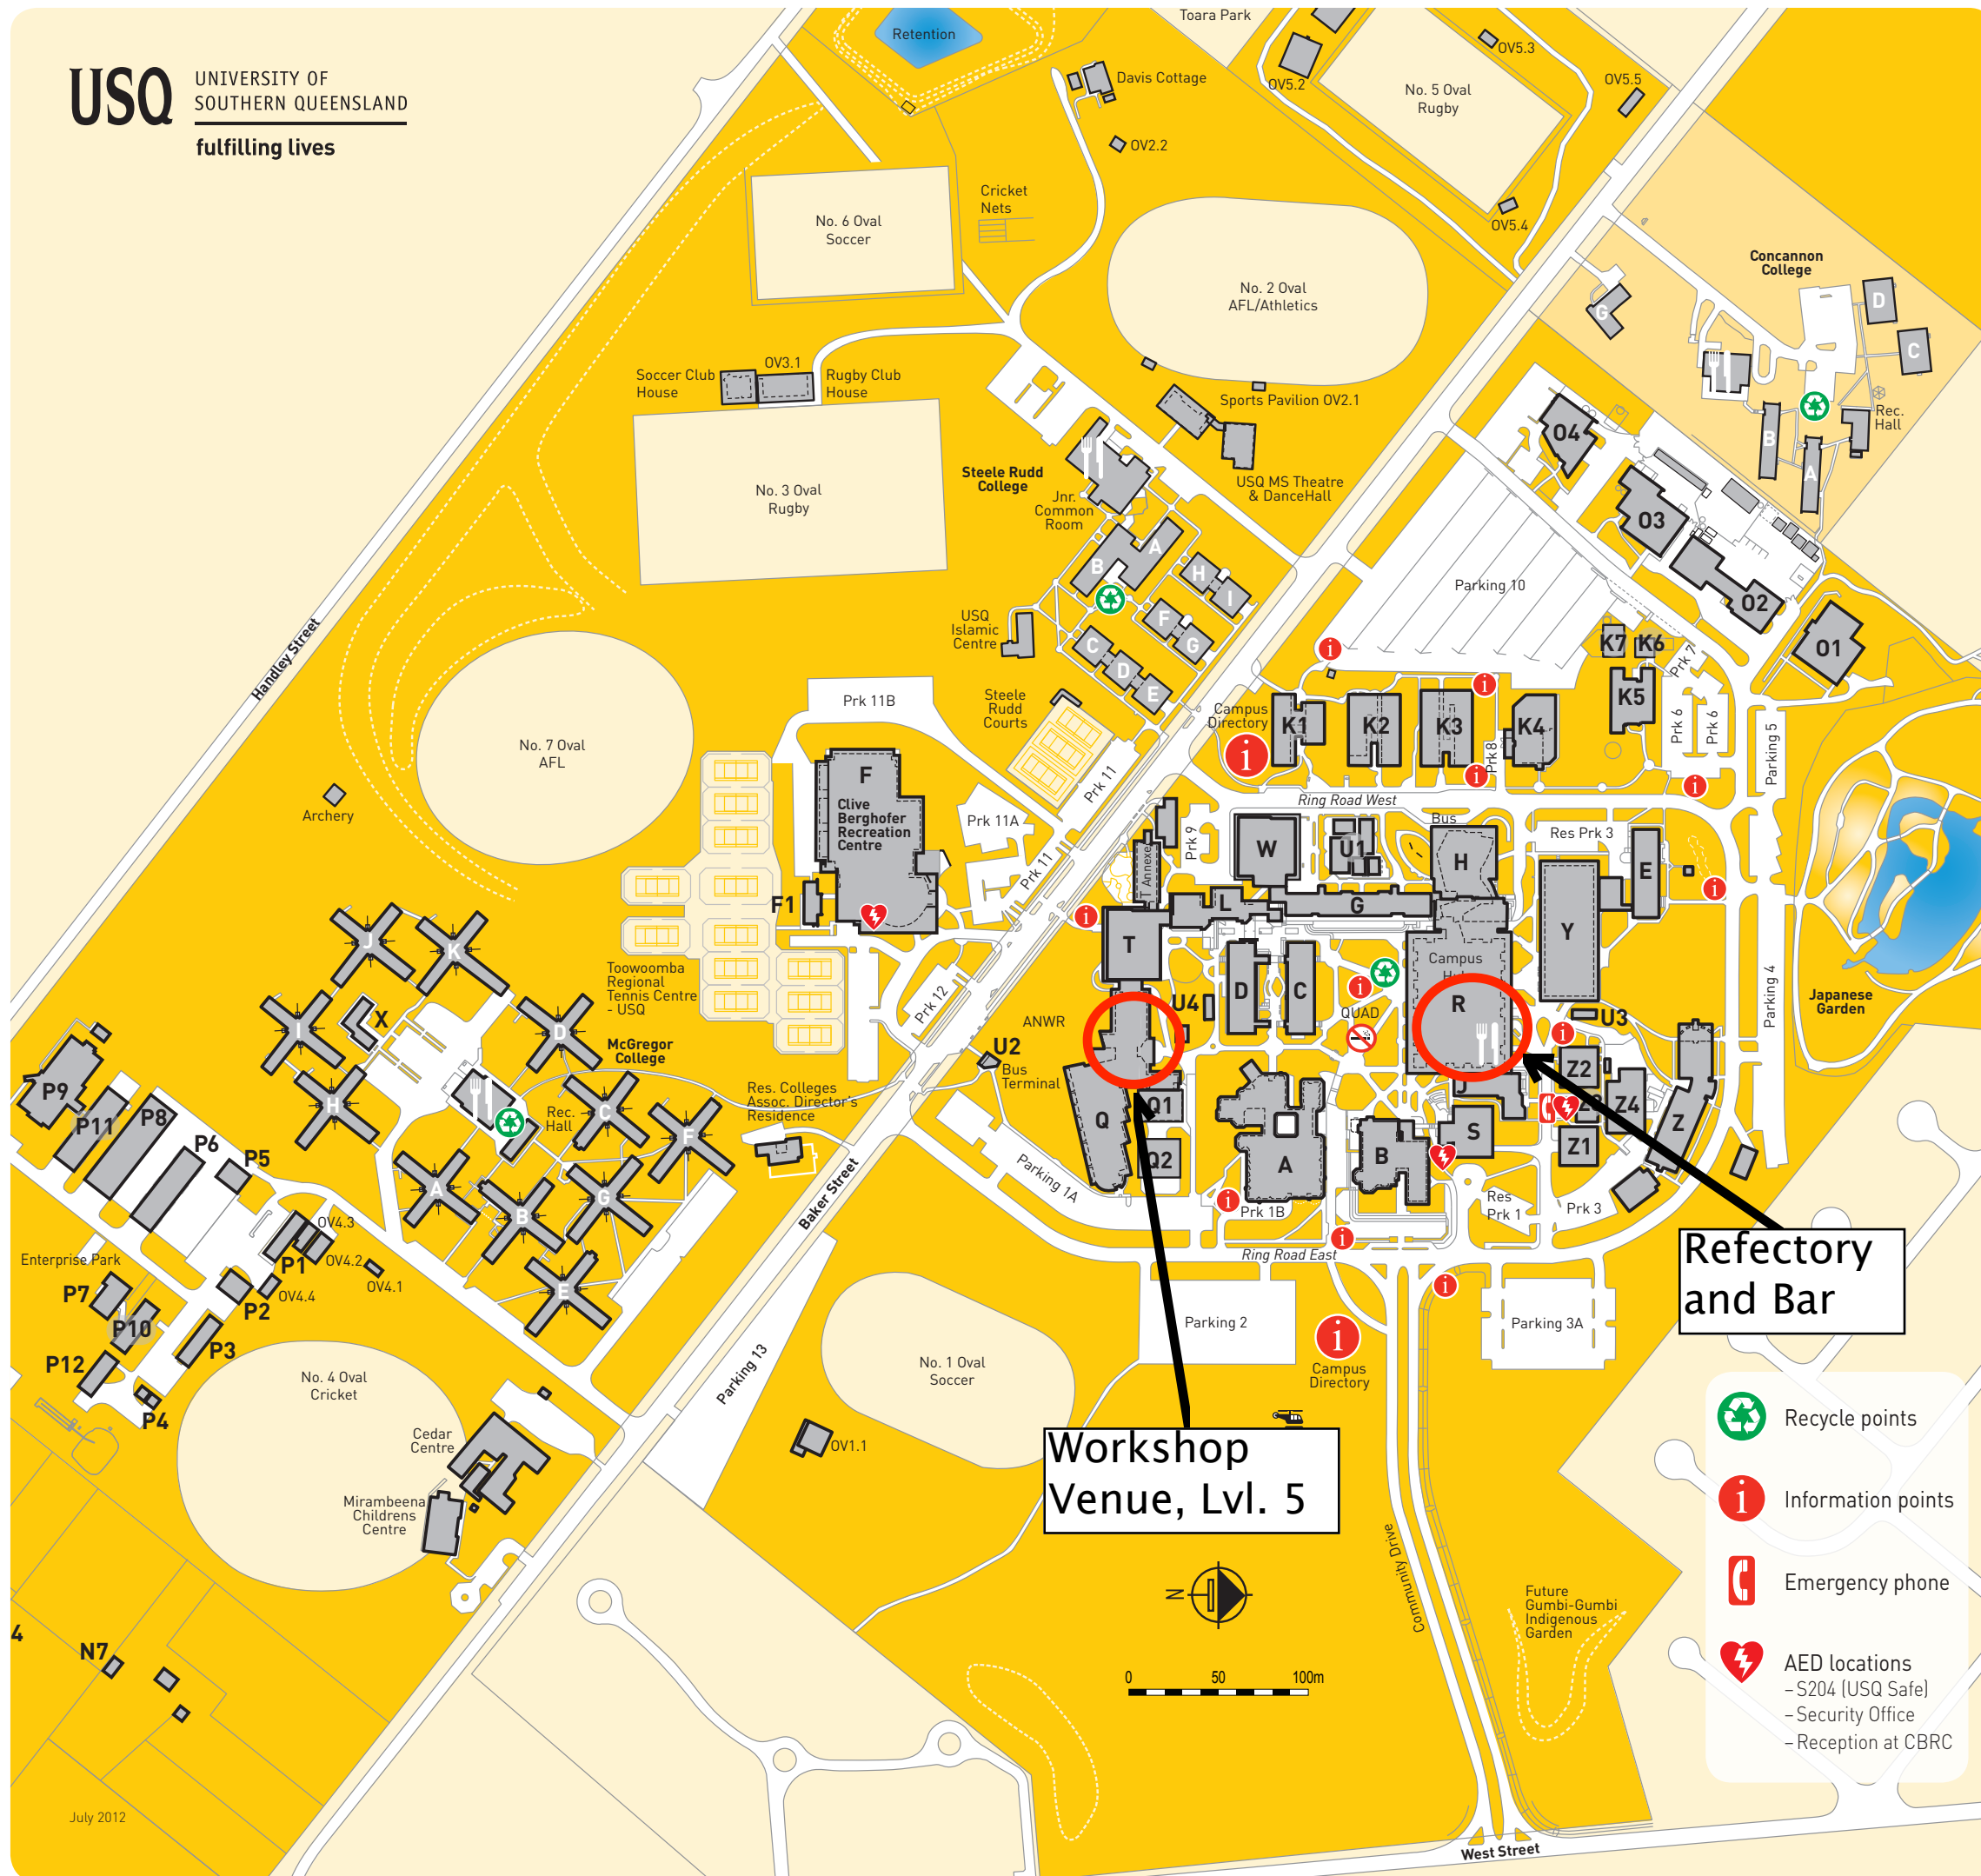 USQ
UNIVERSITY OF
SOUTHERN QUEENSLAND
fulfilling lives
Retention
Toara Park
Davis Cottage
OV2.2
OV5.2
OV5.3
No. 5 Oval
Rugby
OV5.5
OV5.4
Cricket
Nets
No. 6 Oval
Soccer
No. 2 Oval
AFL/Athletics
Concannon
College
G
D
C
Rec.
Hall
B
A
Soccer Club
House
OV3.1
Rugby Club
House
Sports Pavilion OV2.1
USQ MS Theatre
& DanceHall
Steele Rudd
College
Jnr.
Common
Room
No. 3 Oval
Rugby
O4
O3
O2
O1
Parking 10
A
B
H
I
F
G
C
D
E
USQ
Islamic
Centre
Steele
Rudd
Courts
Handley Street
Prk 11B
No. 7 Oval
AFL
Archery
Campus
Directory
K1
K2
K3
K4
K5
K7
K6
Prk 7
Prk 6
Prk 6
Prk8
Parking 5
Ring Road West
Prk 11
Prk 11A
Prk 11
F
Clive
Berghofer
Recreation
Centre
F1
Toowoomba
Regional
Tennis Centre
- USQ
Prk 12
T Annexe
Prk 9
W
U1
Bus
H
Res Prk 3
E
L
G
T
D
C
Y
Campus
R
U4
QUAD
U3
Parking 4
Japanese
Garden
ANWR
U2
Bus
Terminal
J
K
I
X
D
H
McGregor
College
Rec.
Hall
C
F
A
B
G
E
Res. Colleges
Assoc. Director's
Residence
P9
P11
P8
P6
P5
OV4.3
OV4.2
P1
OV4.4
OV4.1
Enterprise Park
P7
P2
P10
P3
P12
P4
No. 4 Oval
Cricket
Q
Q1
Q2
A
B
S
J
Z2
Z3
Z4
Z1
Z
Parking 1A
Prk 1B
Res
Prk 1
Prk 3
Baker Street
Ring Road East
Refectory
and Bar
Parking 2
Parking 3A
Campus
Directory
Parking 13
No. 1 Oval
Soccer
OV1.1
Workshop
Venue, Lvl. 5
Cedar
Centre
Mirambeena
Childrens
Centre
Recycle points
Information points
Emergency phone
AED locations
– S204 (USQ Safe)
– Security Office
– Reception at CBRC
Community Drive
Future
Gumbi-Gumbi
Indigenous
Garden
N
0 50 100m
4
N7
July 2012
West Street